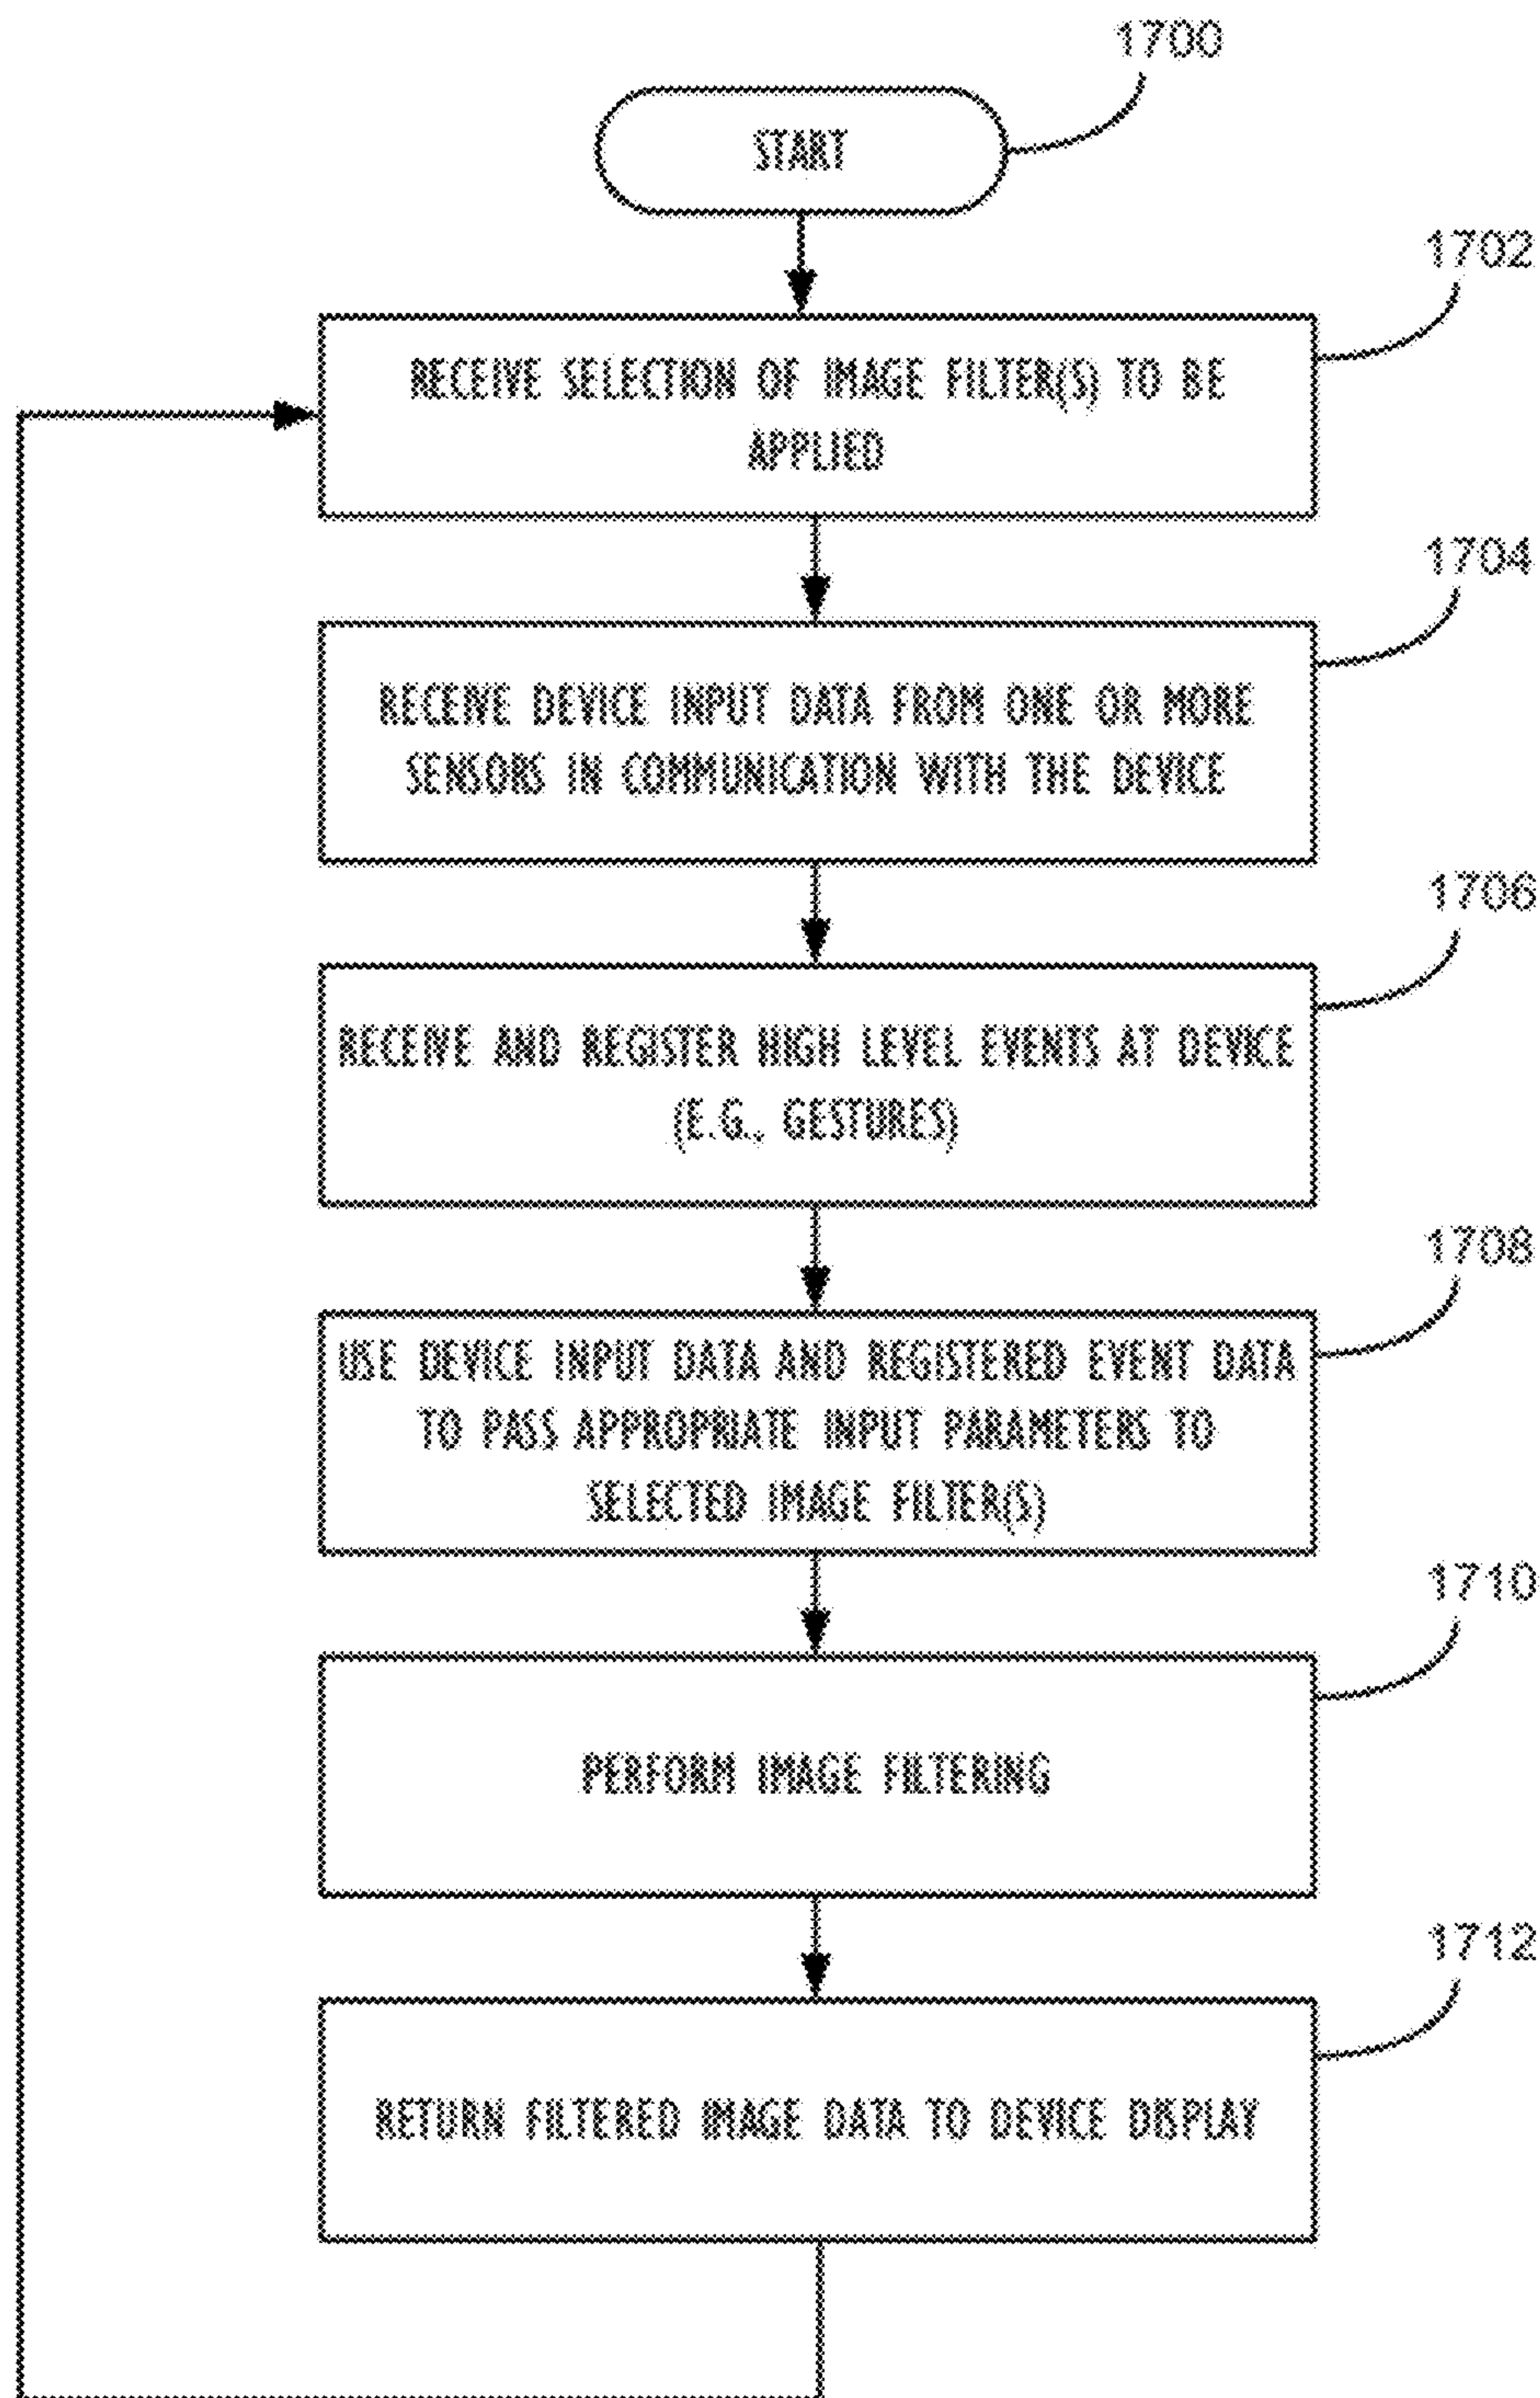 1700
START
1702
RECEIVE SELECTION OF IMAGE FILTER(S) TO BE
APPLIED
1704
RECEIVE DEVICE INPUT DATA FROM ONE OR MORE
SENSORS IN COMMUNICATION WITH THE DEVICE
1706
RECEIVE AND REGISTER HIGH LEVEL EVENTS AT DEVICE
(E.G., GESTURES)
1708
USE DEVICE INPUT DATA AND REGISTERED EVENT DATA
TO PASS APPROPRIATE INPUT PARAMETERS TO
SELECTED IMAGE FILTER(S)
1710
PERFORM IMAGE FILTERING
1712
RETURN FILTERED IMAGE DATA TO DEVICE DISPLAY